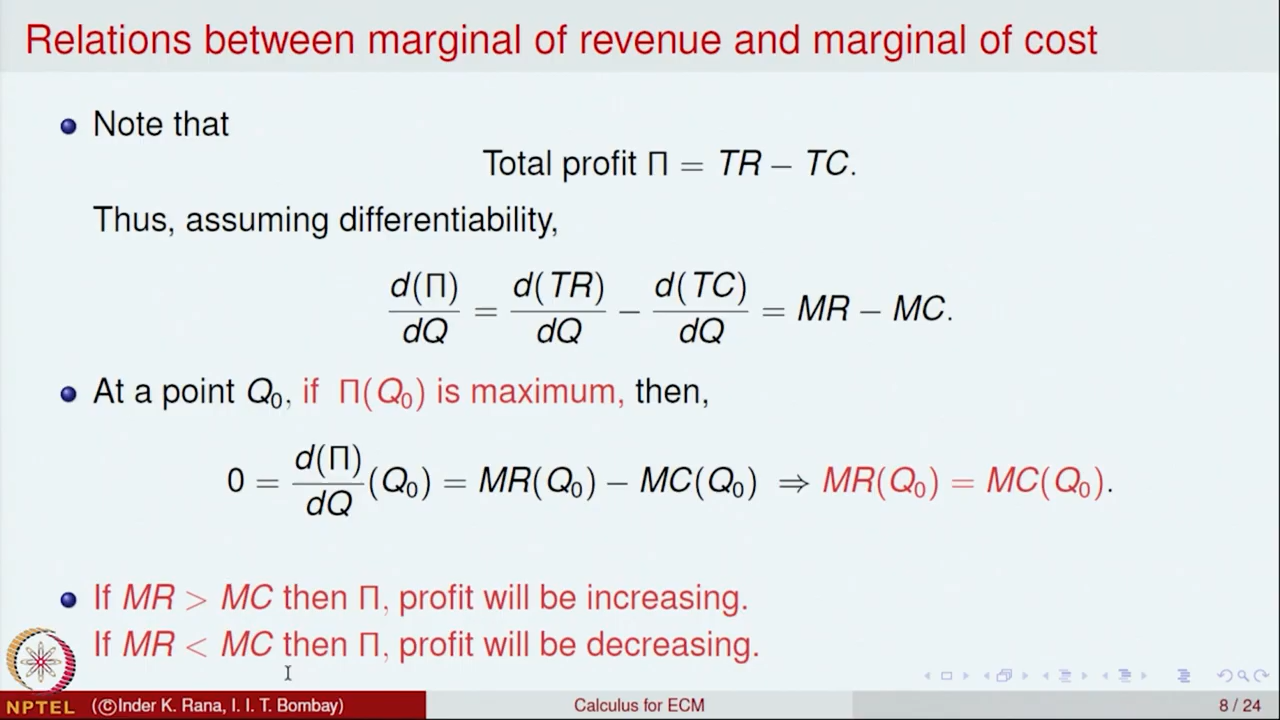 Relations between marginal of revenue and marginal of cost
Note that
Total profit Π = TR − TC.
Thus, assuming differentiability,
d(Π)/dQ = d(TR)/dQ − d(TC)/dQ = MR − MC.
At a point Q₀, if Π(Q₀) is maximum, then,
0 = d(Π)/dQ (Q₀) = MR(Q₀) − MC(Q₀) ⇒ MR(Q₀) = MC(Q₀).
If MR > MC then Π, profit will be increasing.
If MR < MC then Π, profit will be decreasing.
NPTEL
(©Inder K. Rana, I. I. T. Bombay)
Calculus for ECM
8 / 24